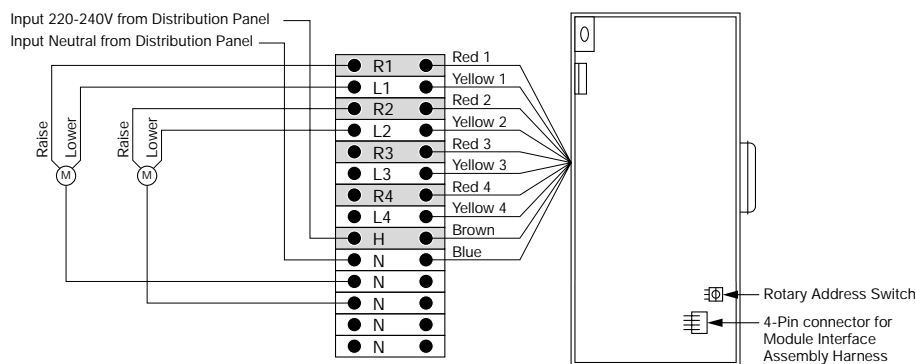 Input 220-240V from Distribution Panel
Input Neutral from Distribution Panel
Raise
Lower
Raise
Lower
M
M
R1
L1
R2
L2
R3
L3
R4
L4
H
N
N
N
N
N
Red 1
Yellow 1
Red 2
Yellow 2
Red 3
Yellow 3
Red 4
Yellow 4
Brown
Blue
Rotary Address Switch
4-Pin connector for
Module Interface
Assembly Harness